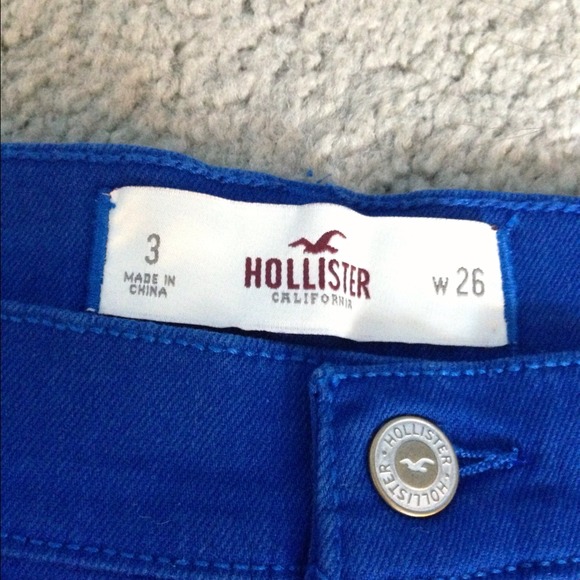 3
MADE IN
CHINA
HOLLISTER
CALIFORNIA
W 26
HOLLISTER
HOLLISTER